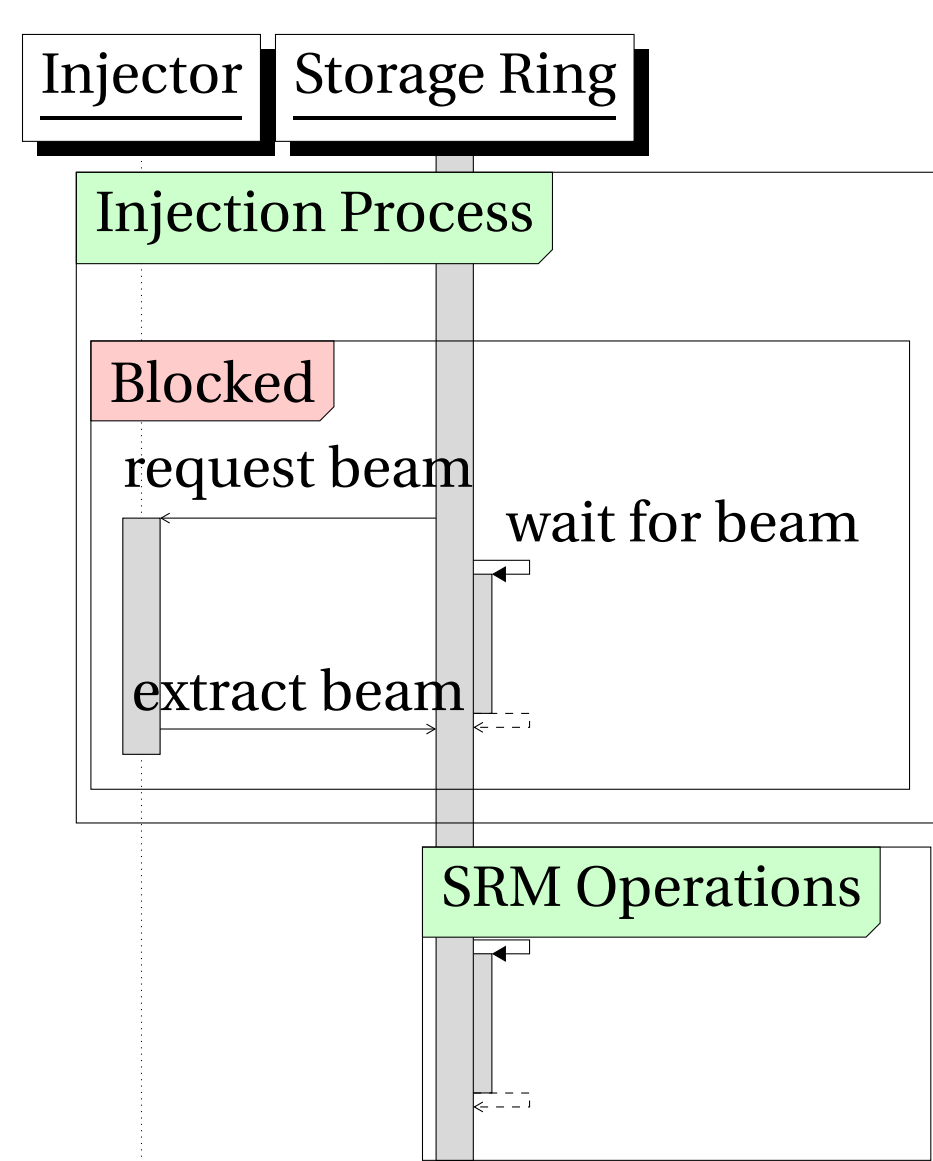 Injector
Storage Ring
Injection Process
Blocked
request beam
wait for beam
extract beam
SRM Operations